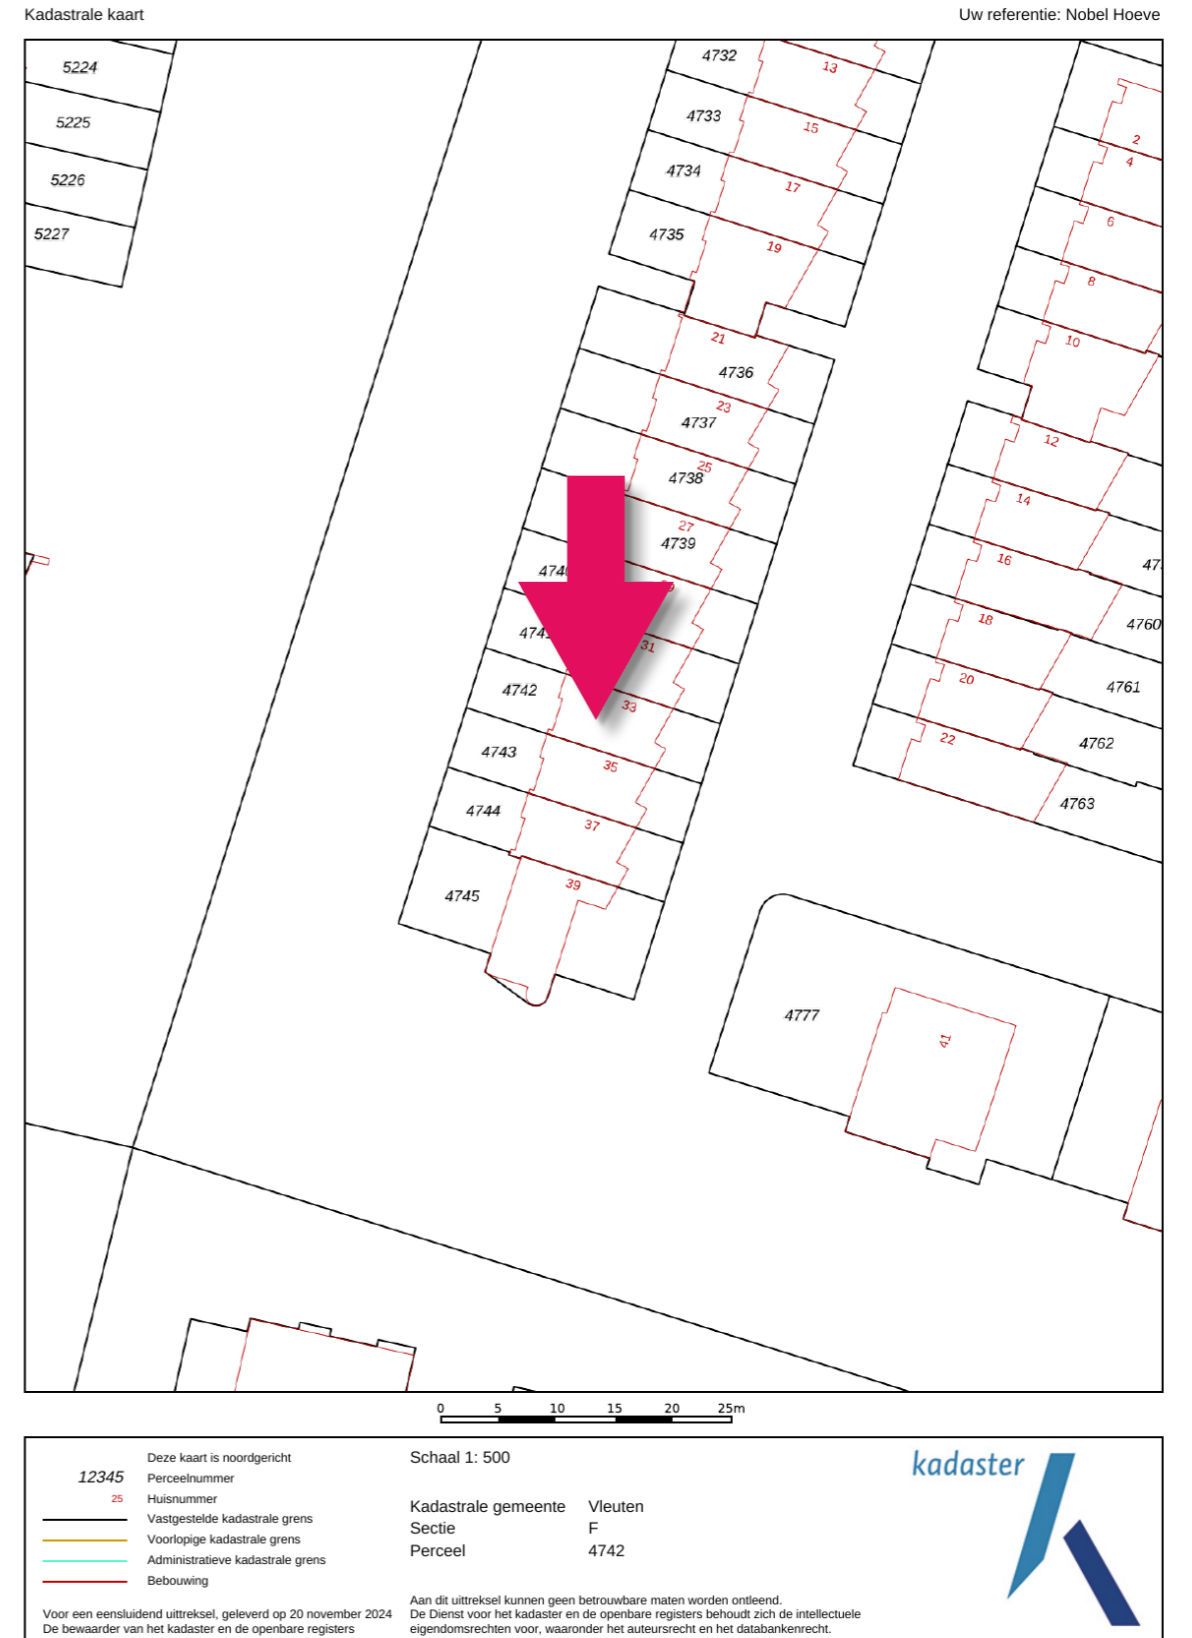 Kadastrale kaart
Uw referentie: Nobel Hoeve
5224
5225
5226
5227
4732
4733
4734
4735
13
15
17
19
21
4736
23
4737
25
4738
27
4739
31
4742
33
4743
35
4744
37
4745
39
2
4
6
8
10
12
14
16
4760
18
4761
20
4762
22
4763
4777
41
0 5 10 15 20 25m
Deze kaart is noordgericht
12345 Perceelnummer
25 Huisnummer
Vastgestelde kadastrale grens
Voorlopige kadastrale grens
Administratieve kadastrale grens
Bebouwing
Voor een eensluidend uittreksel, geleverd op 20 november 2024
De bewaarder van het kadaster en de openbare registers
Schaal 1: 500
Kadastrale gemeente Vleuten
Sectie F
Perceel 4742
Aan dit uittreksel kunnen geen betrouwbare maten worden ontleend.
De Dienst voor het kadaster en de openbare registers behoudt zich de intellectuele
eigendomsrechten voor, waaronder het auteursrecht en het databankenrecht.
kadaster